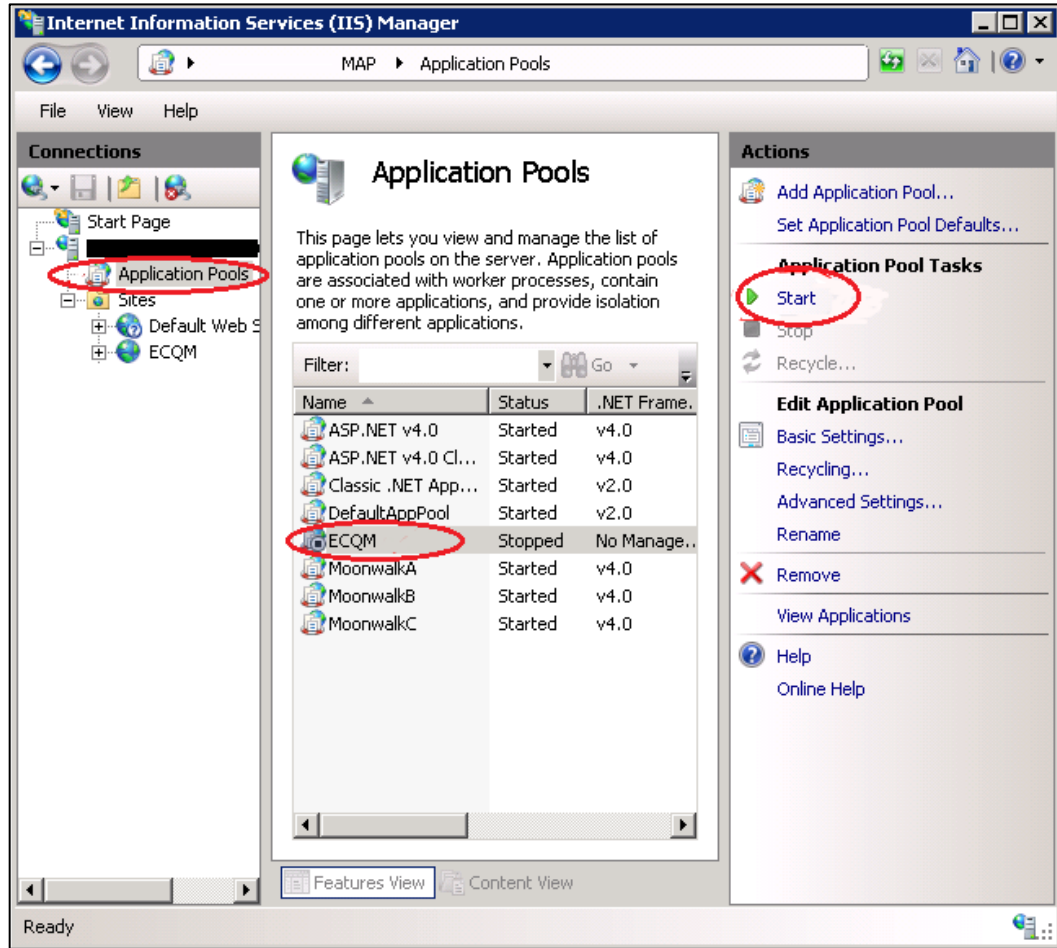 Internet Information Services (IIS) Manager
MAP Application Pools
File View Help
Connections
Start Page
Application Pools
Sites
Default Web S
ECQM
Application Pools
This page lets you view and manage the list of
application pools on the server. Application pools
are associated with worker processes, contain
one or more applications, and provide isolation
among different applications.
Filter: Go
Name Status .NET Frame.
ASP.NET v4.0 Started v4.0
ASP.NET v4.0 Cl... Started v4.0
Classic .NET App... Started v2.0
DefaultAppPool Started v2.0
ECQM Stopped No Manage..
MoonwalkA Started v4.0
MoonwalkB Started v4.0
MoonwalkC Started v4.0
Features View Content View
Actions
Add Application Pool...
Set Application Pool Defaults...
Application Pool Tasks
Start
Stop
Recycle...
Edit Application Pool
Basic Settings...
Recycling...
Advanced Settings...
Rename
Remove
View Applications
Help
Online Help
Ready